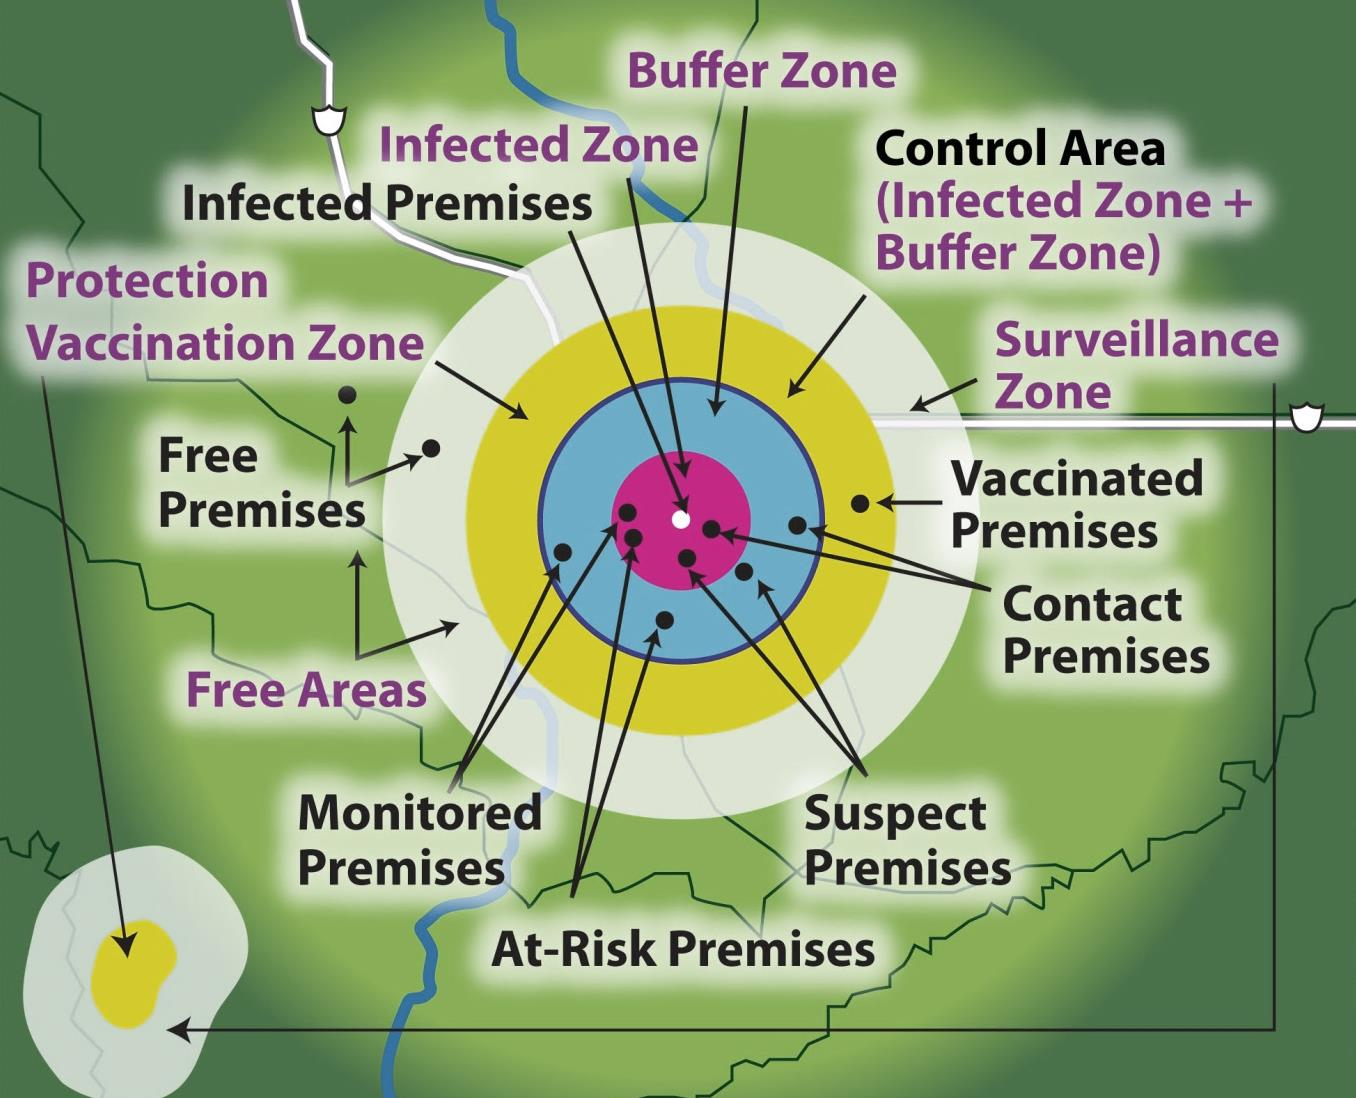 Buffer Zone
Infected Zone
Infected Premises
Control Area
(Infected Zone +
Buffer Zone)
Protection
Vaccination Zone
Surveillance
Zone
Free
Premises
Vaccinated
Premises
Contact
Premises
Free Areas
Monitored
Premises
Suspect
Premises
At-Risk Premises